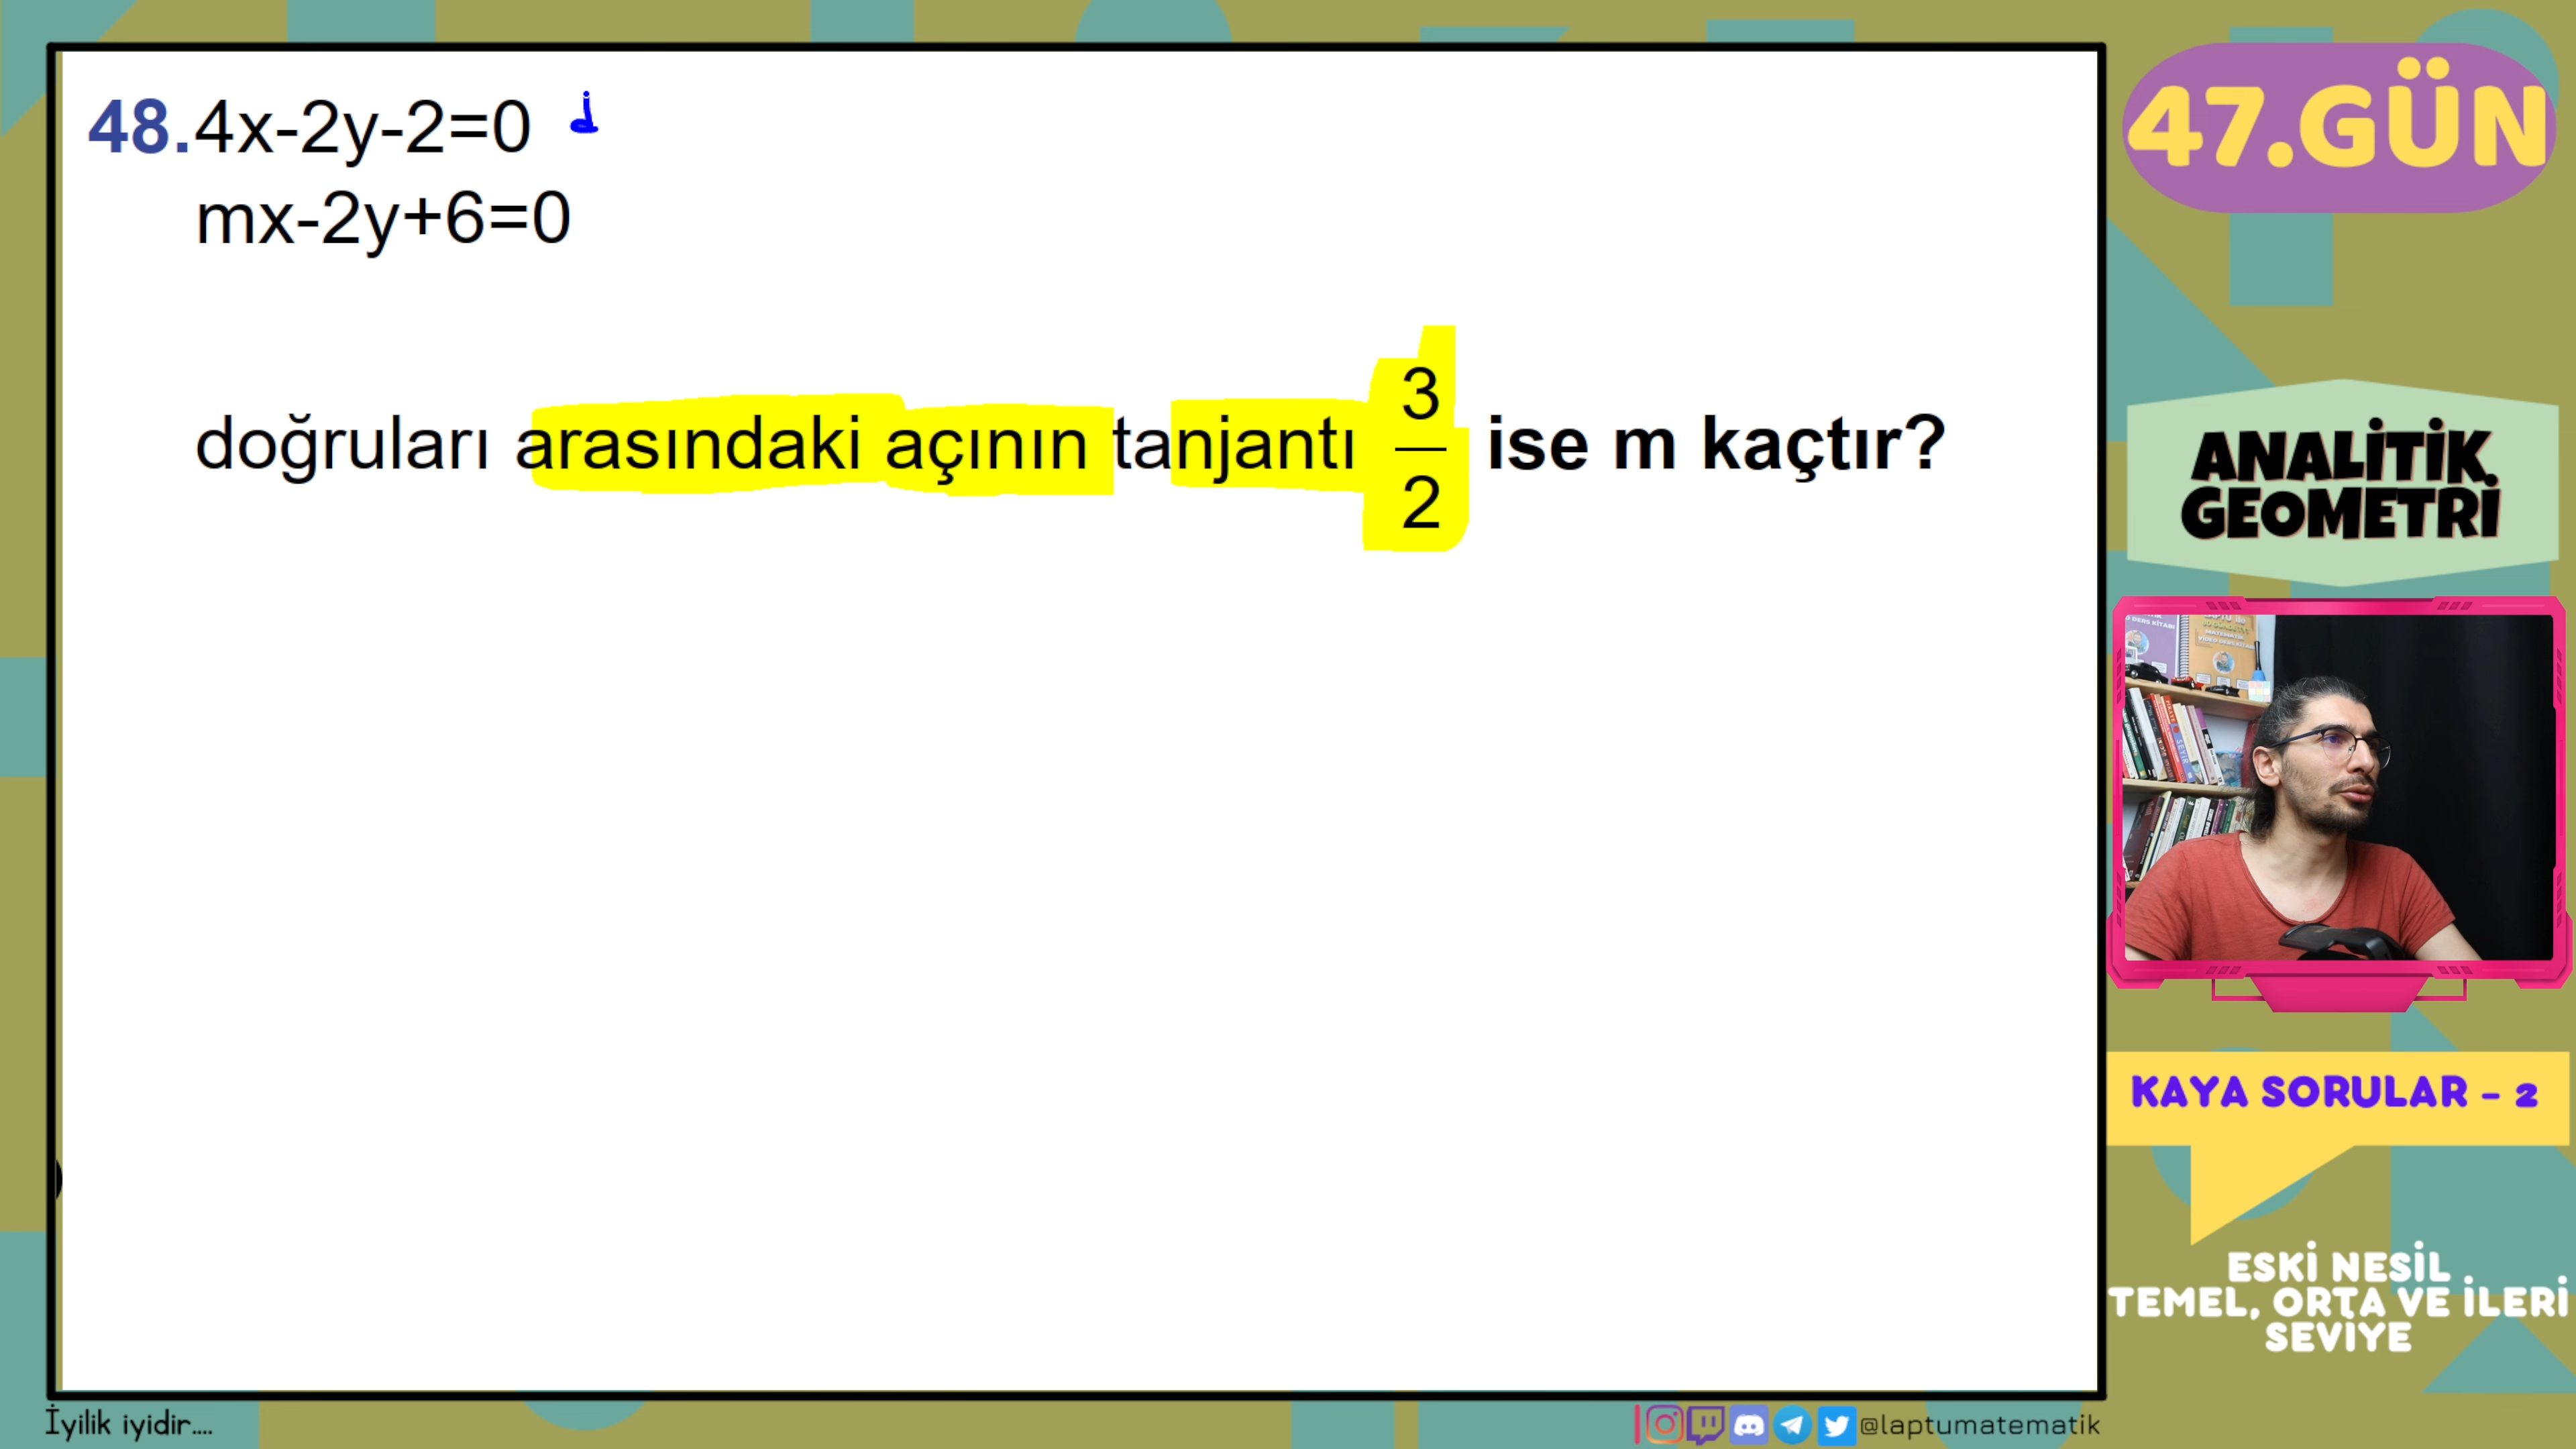 48.4x-2y-2=0
mx-2y+6=0
doğruları arasındaki açının tanjantı 3/2 ise m kaçtır?
47.GÜN
ANALİTİK
GEOMETRİ
KAYA SORULAR - 2
ESKİ NESİL
TEMEL, ORTA VE İLERİ
SEVİYE
İyilik iyidir....
@laptumatematik